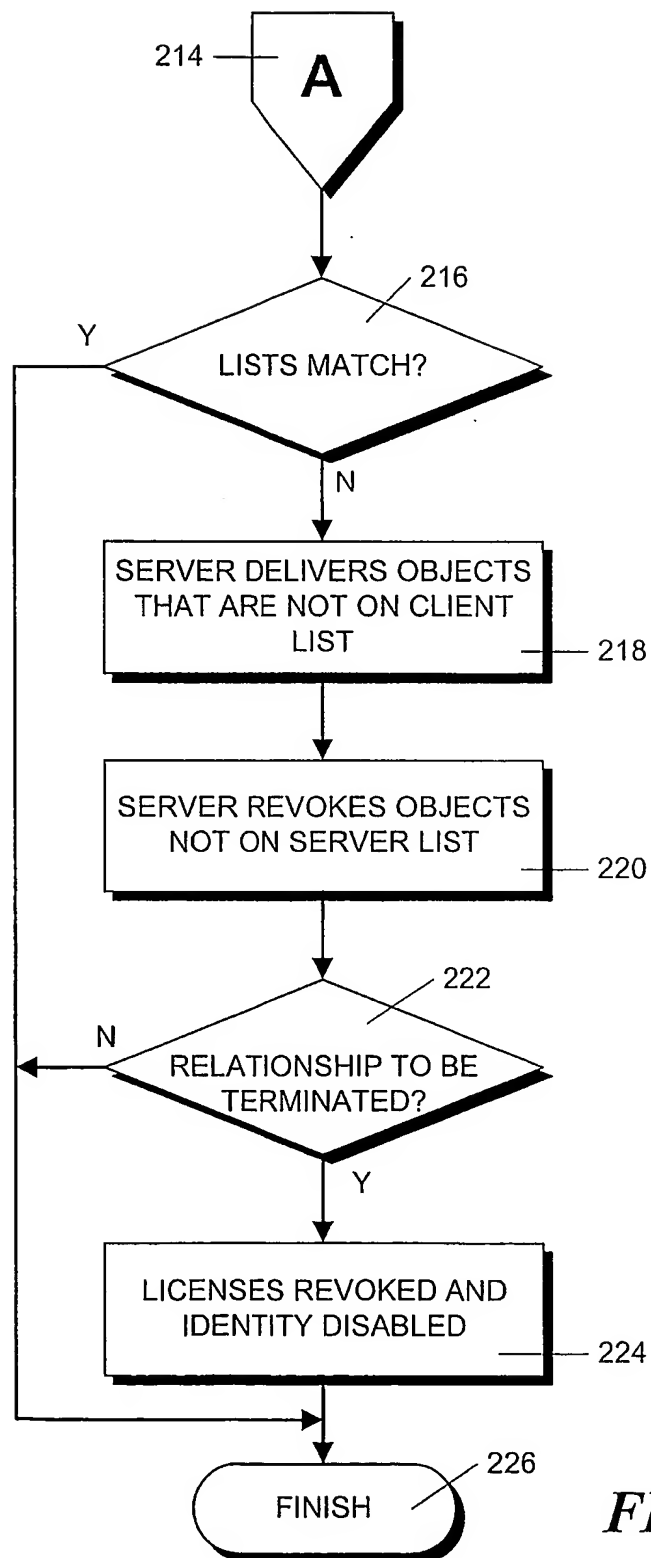 214
A
216
Y
LISTS MATCH?
N
SERVER DELIVERS OBJECTS
THAT ARE NOT ON CLIENT
LIST
218
SERVER REVOKES OBJECTS
NOT ON SERVER LIST
220
222
N
RELATIONSHIP TO BE
TERMINATED?
Y
LICENSES REVOKED AND
IDENTITY DISABLED
224
226
FINISH